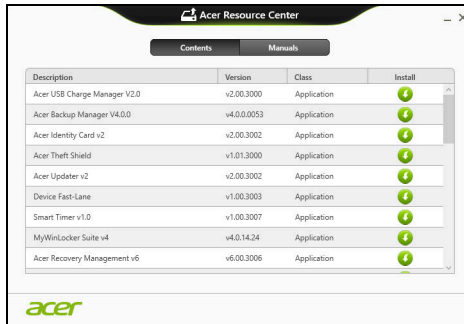 Acer Resource Center
Contents Manuals
Description Version Class Install
Acer USB Charge Manager V2.0 v2.00.3000 Application
Acer Backup Manager V4.0.0 v4.0.0.0053 Application
Acer Identity Card v2 v2.00.3002 Application
Acer Theft Shield v1.01.3000 Application
Acer Updater v2 v2.00.3002 Application
Device Fast-Lane v1.00.3003 Application
Smart Timer v1.0 v1.00.3007 Application
MyWinLocker Suite v4 v4.0.14.24 Application
Acer Recovery Management v6 v6.00.3006 Application
acer